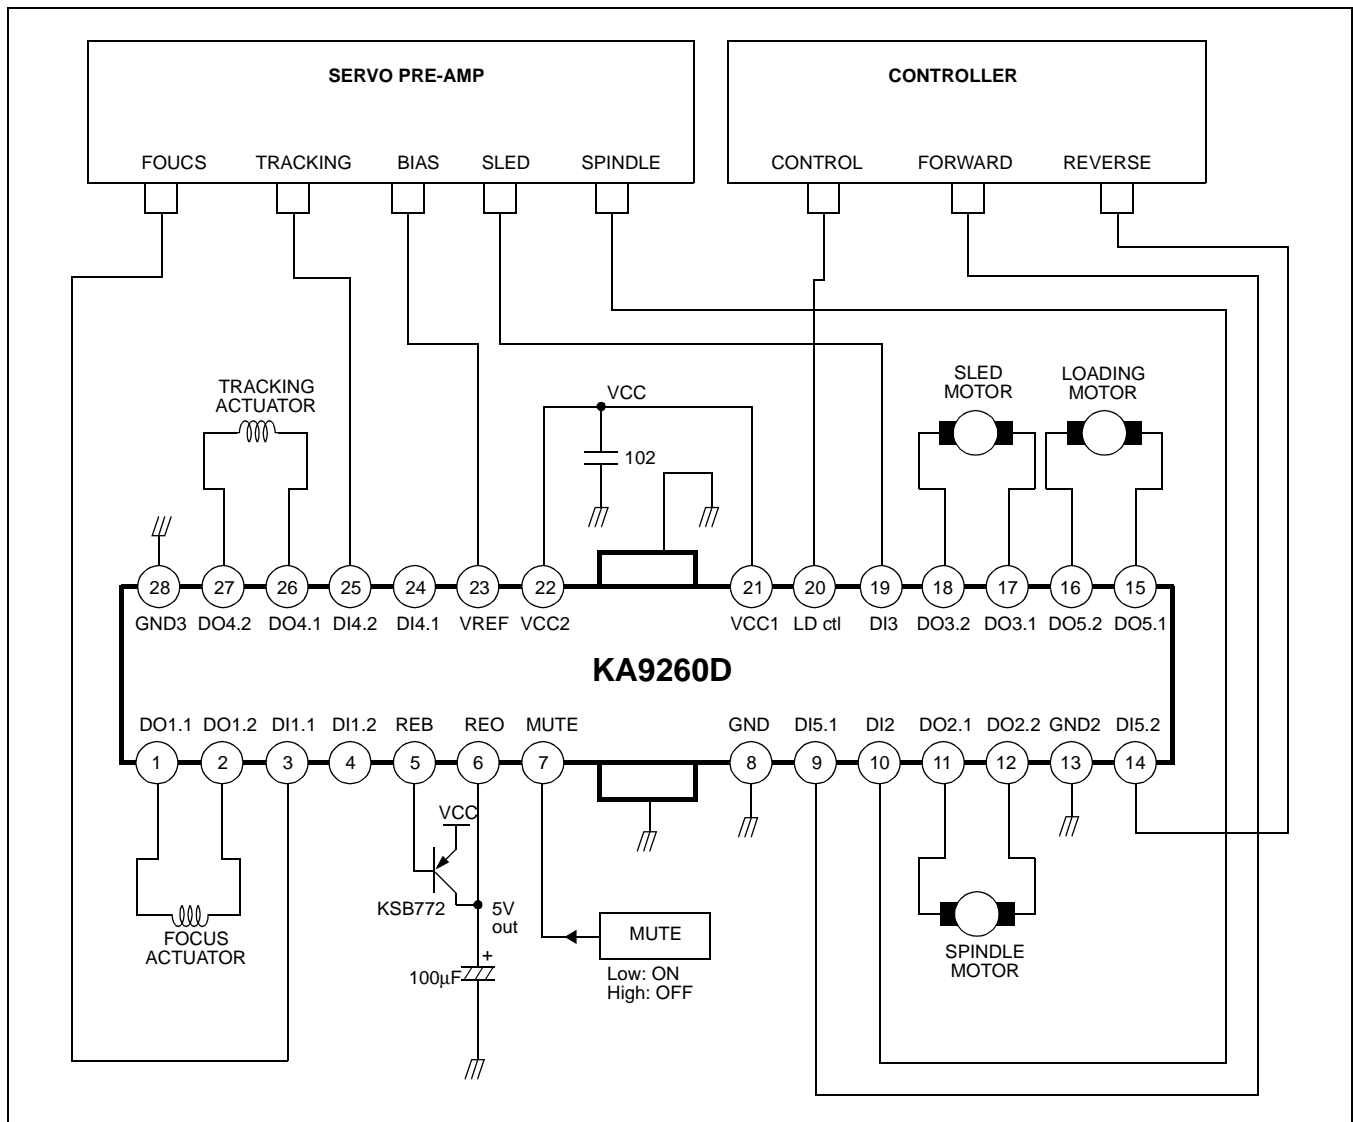 SERVO PRE-AMP
CONTROLLER
FOUCS TRACKING BIAS SLED SPINDLE
CONTROL FORWARD REVERSE
TRACKING
ACTUATOR
VCC
102
SLED
MOTOR
LOADING
MOTOR
28 27 26 25 24 23 22 21 20 19 18 17 16 15
GND3 DO4.2 DO4.1 DI4.2 DI4.1 VREF VCC2 VCC1 LD ctl DI3 DO3.2 DO3.1 DO5.2 DO5.1
KA9260D
DO1.1 DO1.2 DI1.1 DI1.2 REB REO MUTE GND DI5.1 DI2 DO2.1 DO2.2 GND2 DI5.2
1 2 3 4 5 6 7 8 9 10 11 12 13 14
VCC
KSB772
5V
out
+
100µF
FOCUS
ACTUATOR
MUTE
Low: ON
High: OFF
SPINDLE
MOTOR